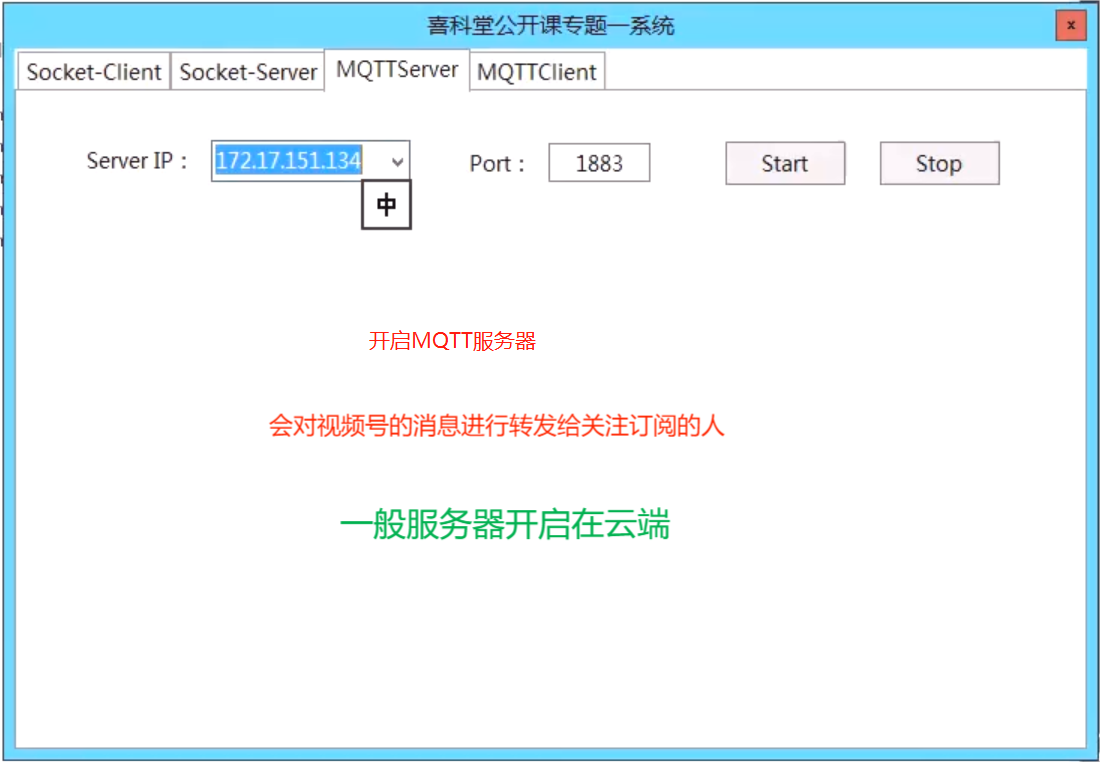 喜科堂公开课专题一系统
x
Socket-Client Socket-Server MQTTServer MQTTClient
Server IP： 172.17.151.134 Port： 1883 Start Stop
中
开启MQTT服务器
会对视频号的消息进行转发给关注订阅的人
一般服务器开启在云端